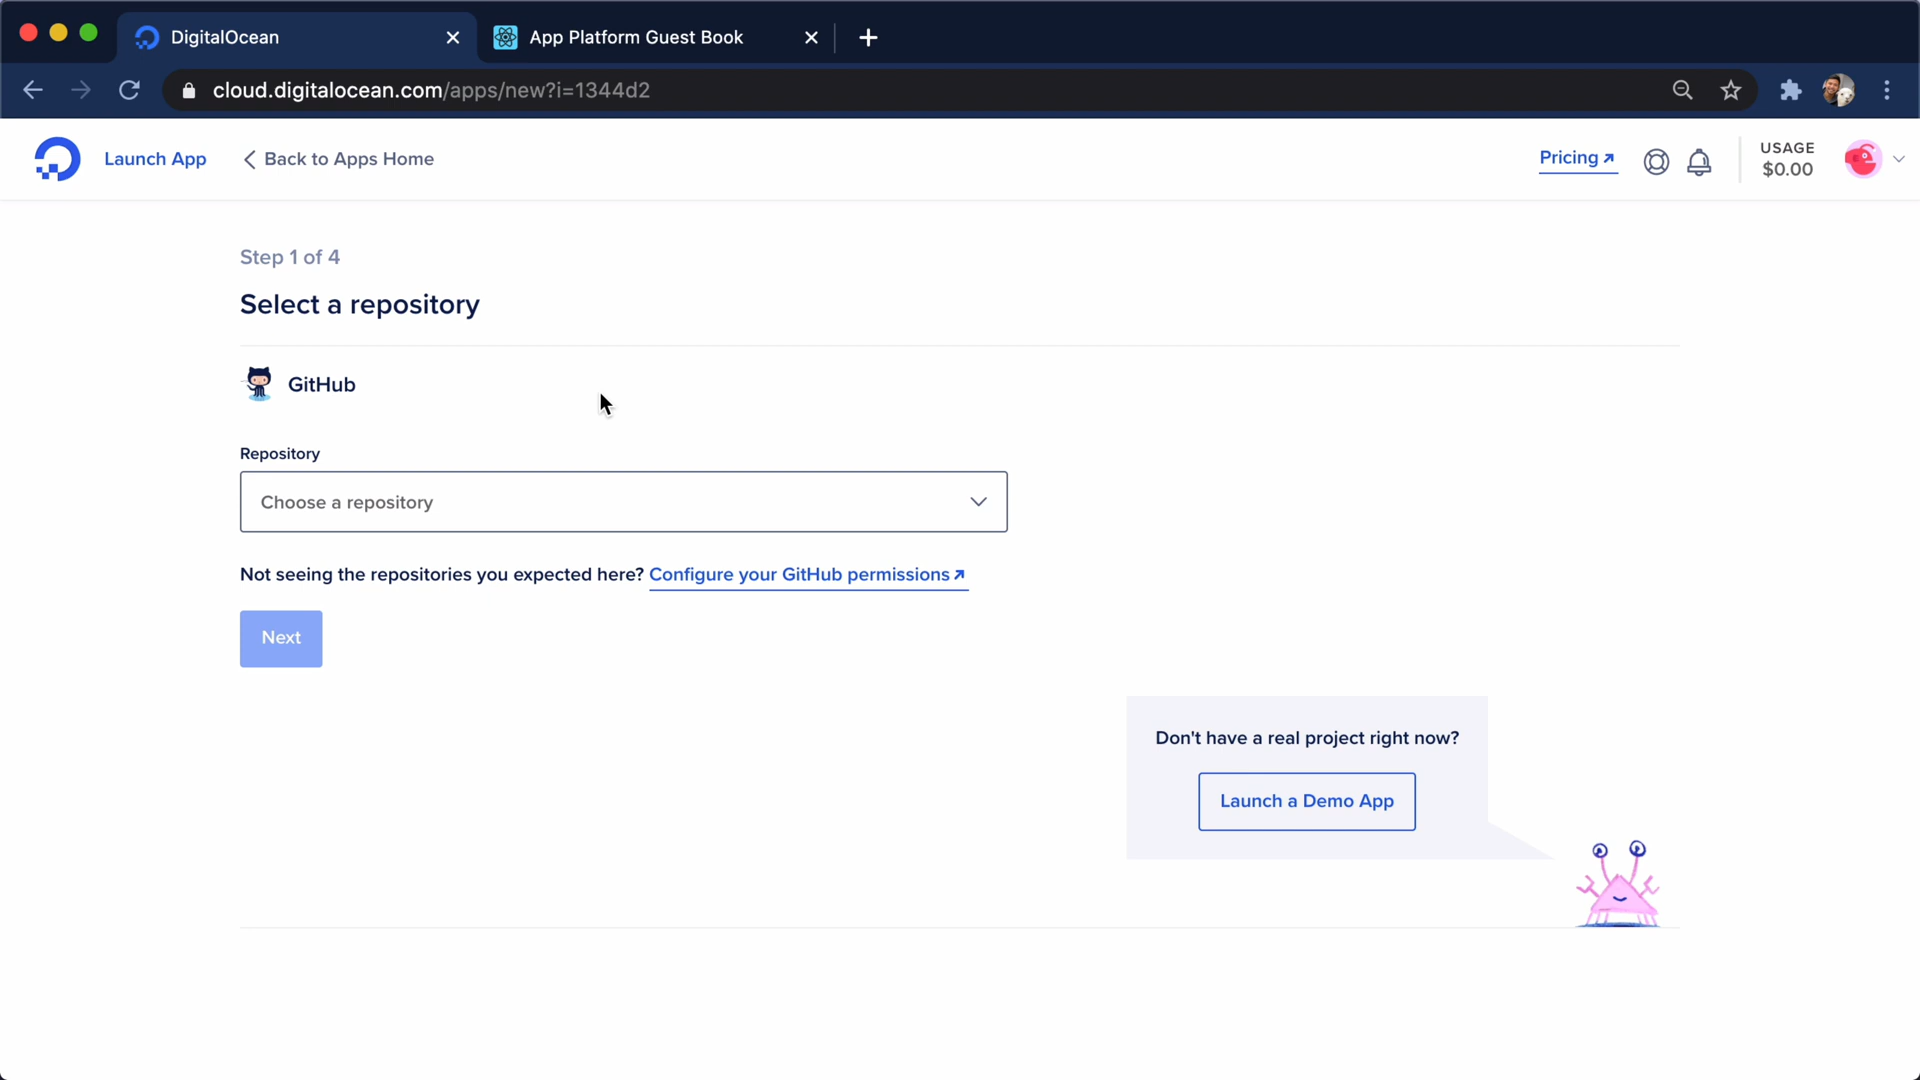 DigitalOcean
App Platform Guest Book
cloud.digitalocean.com/apps/new?i=1344d2
Launch App
Back to Apps Home
Pricing
USAGE
$0.00
Step 1 of 4
Select a repository
GitHub
Repository
Choose a repository
Not seeing the repositories you expected here? Configure your GitHub permissions
Next
Don't have a real project right now?
Launch a Demo App